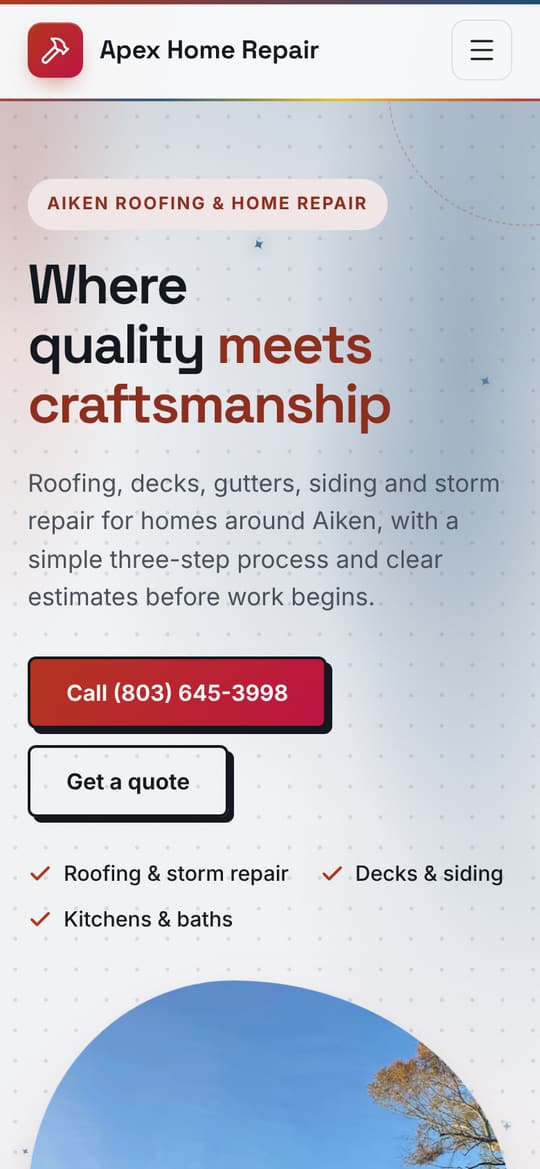 Apex Home Repair
AIKEN ROOFING & HOME REPAIR
Where
quality meets
craftsmanship
Roofing, decks, gutters, siding and storm
repair for homes around Aiken, with a
simple three-step process and clear
estimates before work begins.
Call (803) 645-3998
Get a quote
Roofing & storm repair
Decks & siding
Kitchens & baths